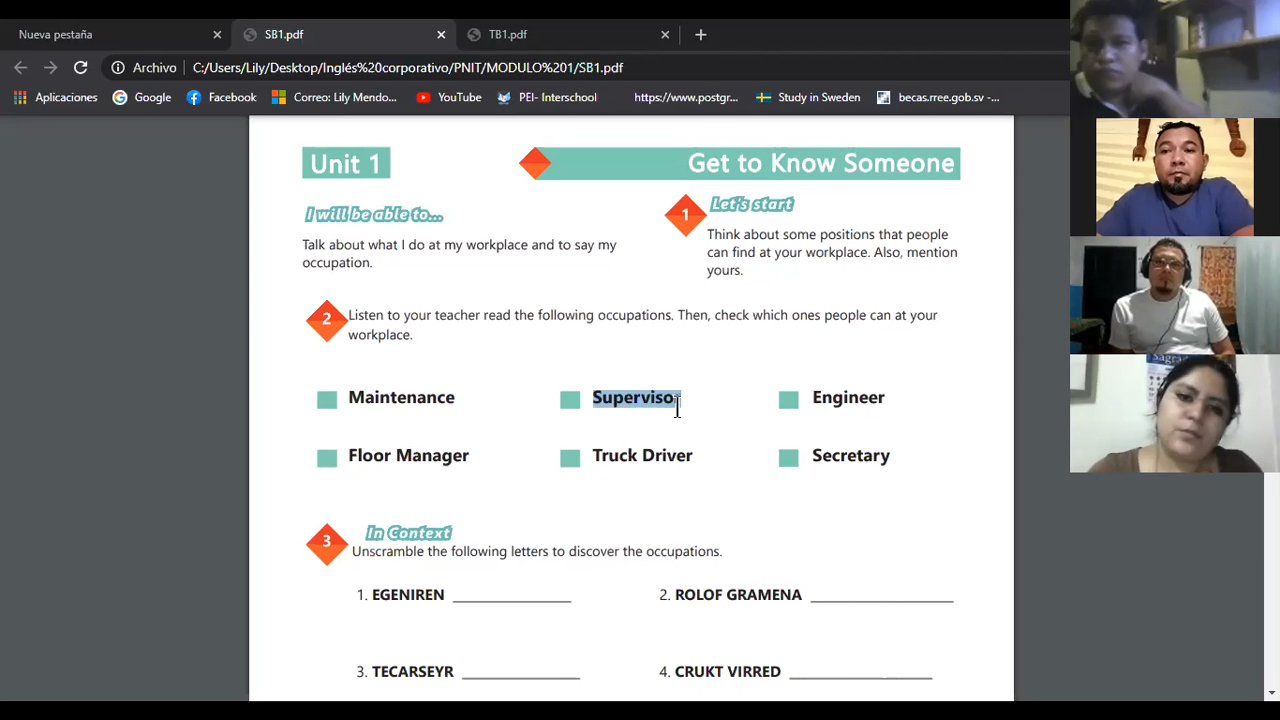 Nueva pestaña
SB1.pdf
TB1.pdf
Archivo C:/Users/Lily/Desktop/Inglés%20corporativo/PNIT/MODULO%201/SB1.pdf
Aplicaciones Google Facebook Correo: Lily Mendo... YouTube PEI- Interschool https://www.postgr... Study in Sweden becas.rree.gob.sv -...
Unit 1
Get to Know Someone
I will be able to...
Talk about what I do at my workplace and to say my
occupation.
1 Let's start
Think about some positions that people
can find at your workplace. Also, mention
yours.
2 Listen to your teacher read the following occupations. Then, check which ones people can at your
workplace.
Maintenance Supervisor Engineer
Floor Manager Truck Driver Secretary
3 In Context
Unscramble the following letters to discover the occupations.
1. EGENIREN _______________ 2. ROLOF GRAMENA __________________
3. TECARSEYR _______________ 4. CRUKT VIRRED __________________